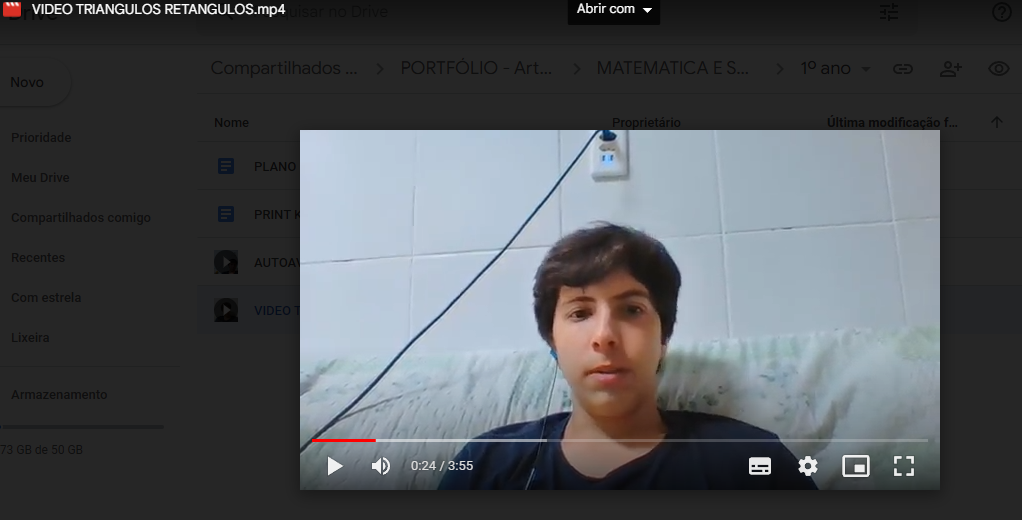 VIDEO TRIANGULOS RETANGULOS.mp4
Abrir com
Drive
uisar no Drive
Novo
Compartilhados ... > PORTFÓLIO - Art... > MATEMATICA E S... > 1º ano
Nome Proprietário Última modificação f...
Prioridade
PLANO
Meu Drive
Compartilhados comigo
PRINT K
Recentes
AUTOAV
Com estrela
VIDEO T
Lixeira
Armazenamento
73 GB de 50 GB
0:24 / 3:55